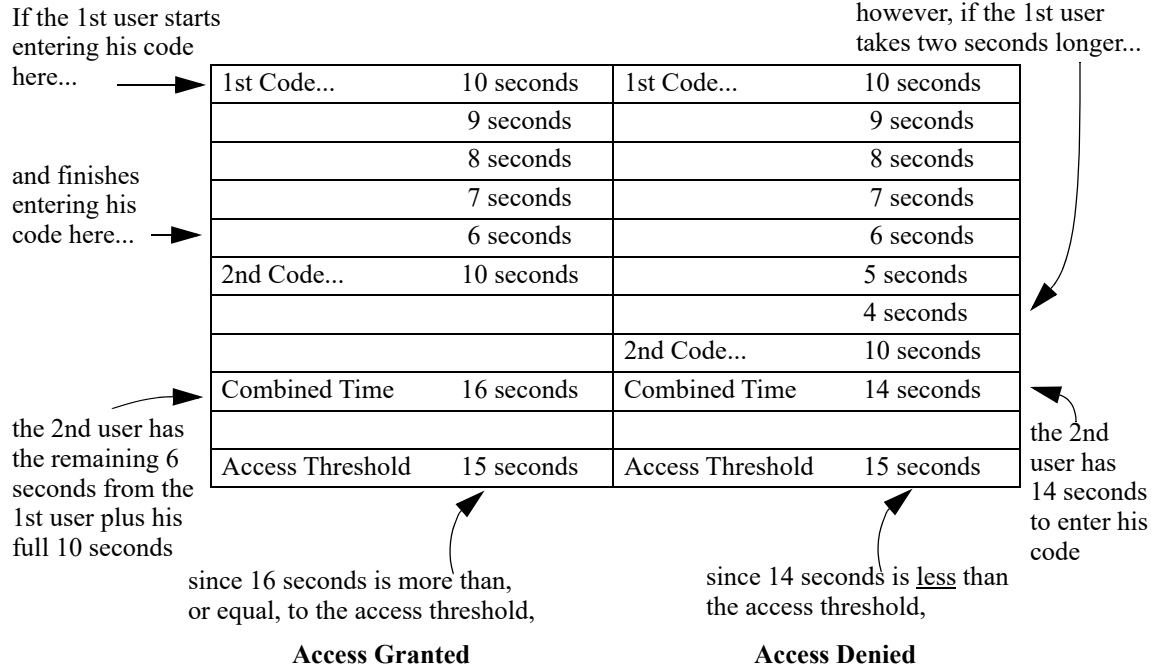 If the 1st user starts
entering his code
here...
however, if the 1st user
takes two seconds longer...
1st Code... 10 seconds 1st Code... 10 seconds
9 seconds 9 seconds
8 seconds 8 seconds
and finishes
entering his
code here...
7 seconds 7 seconds
6 seconds 6 seconds
2nd Code... 10 seconds 5 seconds
4 seconds
2nd Code... 10 seconds
Combined Time 16 seconds Combined Time 14 seconds
Access Threshold 15 seconds Access Threshold 15 seconds
the 2nd user has
the remaining 6
seconds from the
1st user plus his
full 10 seconds
the 2nd
user has
14 seconds
to enter his
code
since 16 seconds is more than,
or equal, to the access threshold,
since 14 seconds is less than
the access threshold,
Access Granted Access Denied